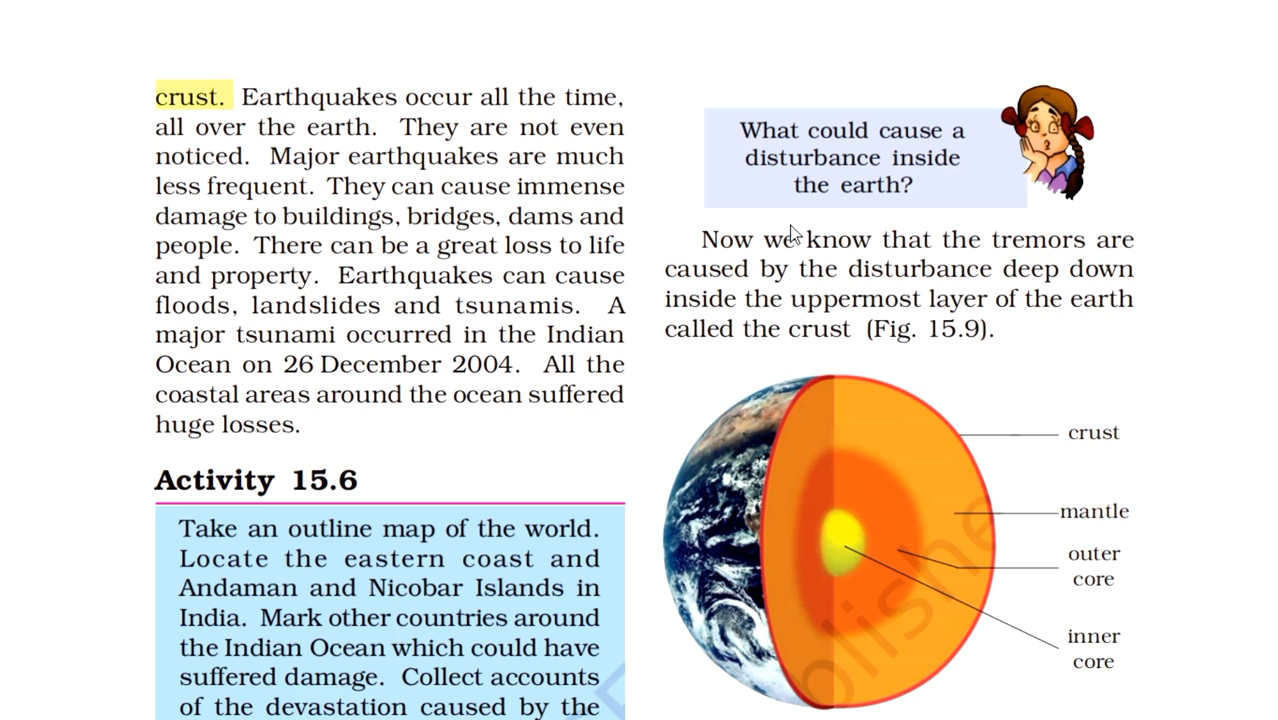 crust. Earthquakes occur all the time,
all over the earth. They are not even
noticed. Major earthquakes are much
less frequent. They can cause immense
damage to buildings, bridges, dams and
people. There can be a great loss to life
and property. Earthquakes can cause
floods, landslides and tsunamis. A
major tsunami occurred in the Indian
Ocean on 26 December 2004. All the
coastal areas around the ocean suffered
huge losses.
Activity 15.6
Take an outline map of the world.
Locate the eastern coast and
Andaman and Nicobar Islands in
India. Mark other countries around
the Indian Ocean which could have
suffered damage. Collect accounts
of the devastation caused by the
What could cause a
disturbance inside
the earth?
Now we know that the tremors are
caused by the disturbance deep down
inside the uppermost layer of the earth
called the crust (Fig. 15.9).
crust
mantle
outer
core
inner
core